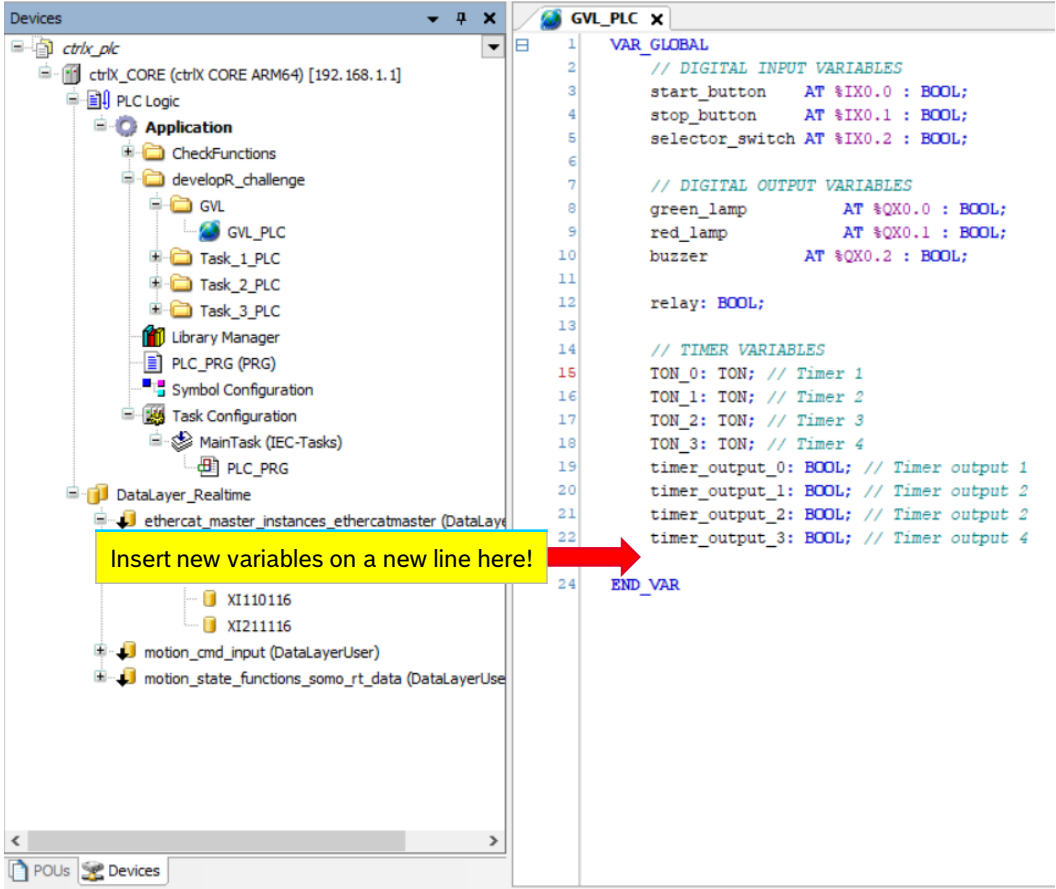 Devices
ctrlx_plc
ctrlX_CORE (ctrlX CORE ARM64) [192.168.1.1]
PLC Logic
Application
CheckFunctions
developR_challenge
GVL
GVL_PLC
Task_1_PLC
Task_2_PLC
Task_3_PLC
Library Manager
PLC_PRG (PRG)
Symbol Configuration
Task Configuration
MainTask (IEC-Tasks)
PLC_PRG
DataLayer_Realtime
ethercat_master_instances_ethercatmaster (DataLaye
Insert new variables on a new line here!
XI110116
XI211116
motion_cmd_input (DataLayerUser)
motion_state_functions_somo_rt_data (DataLayerUse
POUs Devices
GVL_PLC
1 VAR_GLOBAL
2 // DIGITAL INPUT VARIABLES
3 start_button AT %IX0.0 : BOOL;
4 stop_button AT %IX0.1 : BOOL;
5 selector_switch AT %IX0.2 : BOOL;
6
7 // DIGITAL OUTPUT VARIABLES
8 green_lamp AT %QX0.0 : BOOL;
9 red_lamp AT %QX0.1 : BOOL;
10 buzzer AT %QX0.2 : BOOL;
11
12 relay: BOOL;
13
14 // TIMER VARIABLES
15 TON_0: TON; // Timer 1
16 TON_1: TON; // Timer 2
17 TON_2: TON; // Timer 3
18 TON_3: TON; // Timer 4
19 timer_output_0: BOOL; // Timer output 1
20 timer_output_1: BOOL; // Timer output 2
21 timer_output_2: BOOL; // Timer output 2
22 timer_output_3: BOOL; // Timer output 4
24 END_VAR